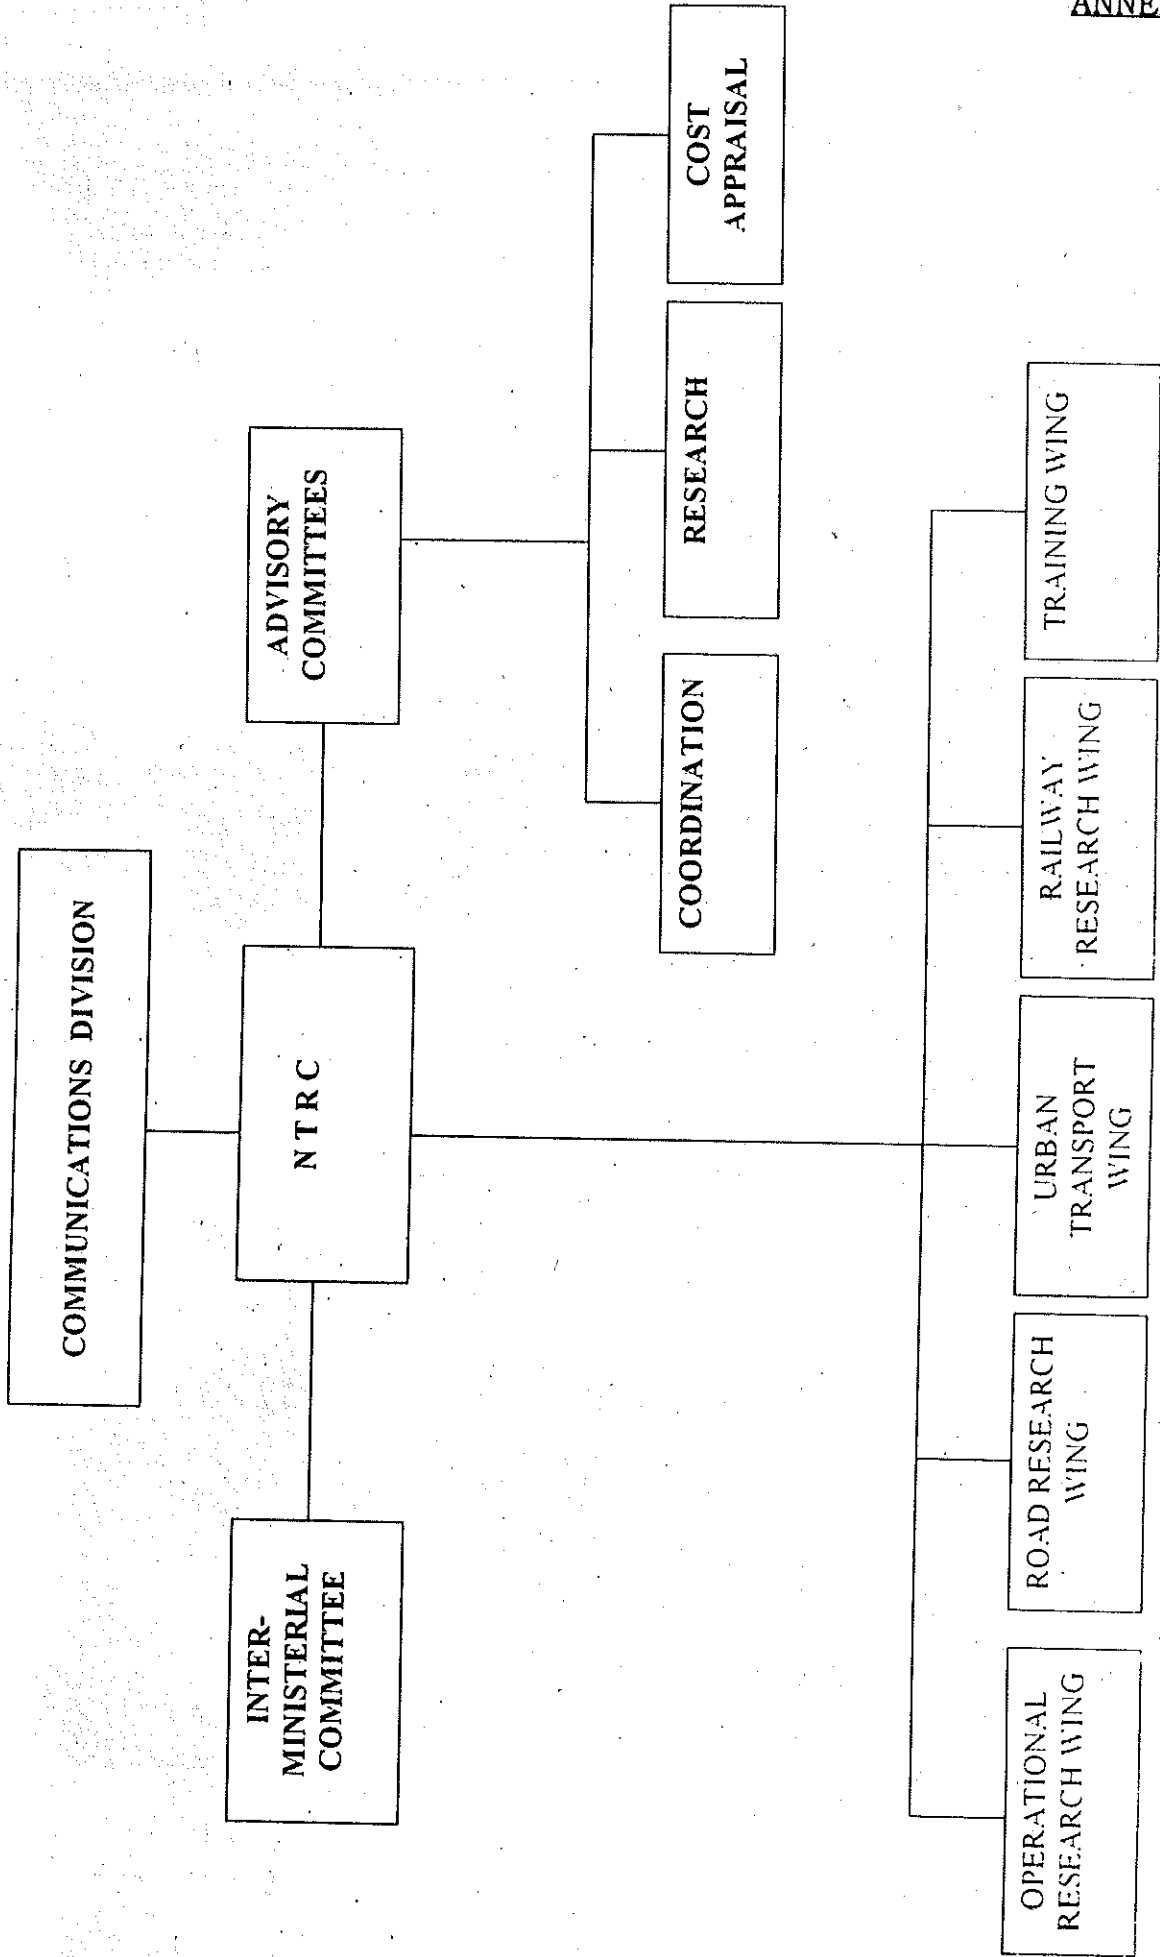 ANNE
COMMUNICATIONS DIVISION
INTER-
MINISTERIAL
COMMITTEE
N T R C
ADVISORY
COMMITTEES
COORDINATION
RESEARCH
COST
APPRAISAL
OPERATIONAL
RESEARCH WING
ROAD RESEARCH
WING
URBAN
TRANSPORT
WING
RAILWAY
RESEARCH WING
TRAINING WING